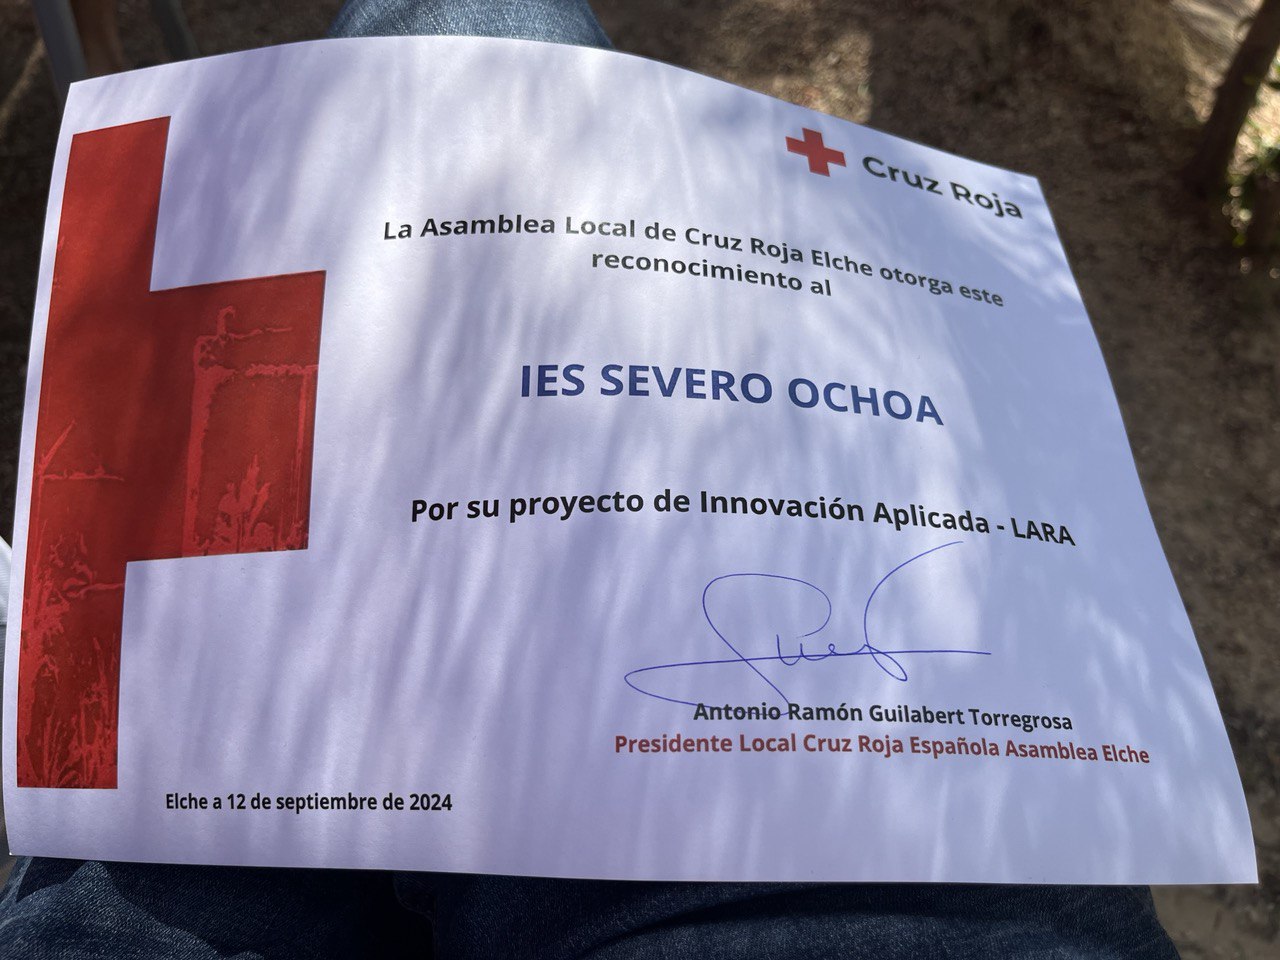 Cruz Roja
La Asamblea Local de Cruz Roja Elche otorga este
reconocimiento al
IES SEVERO OCHOA
Por su proyecto de Innovación Aplicada - LARA
Antonio Ramón Guilabert Torregrosa
Presidente Local Cruz Roja Española Asamblea Elche
Elche a 12 de septiembre de 2024